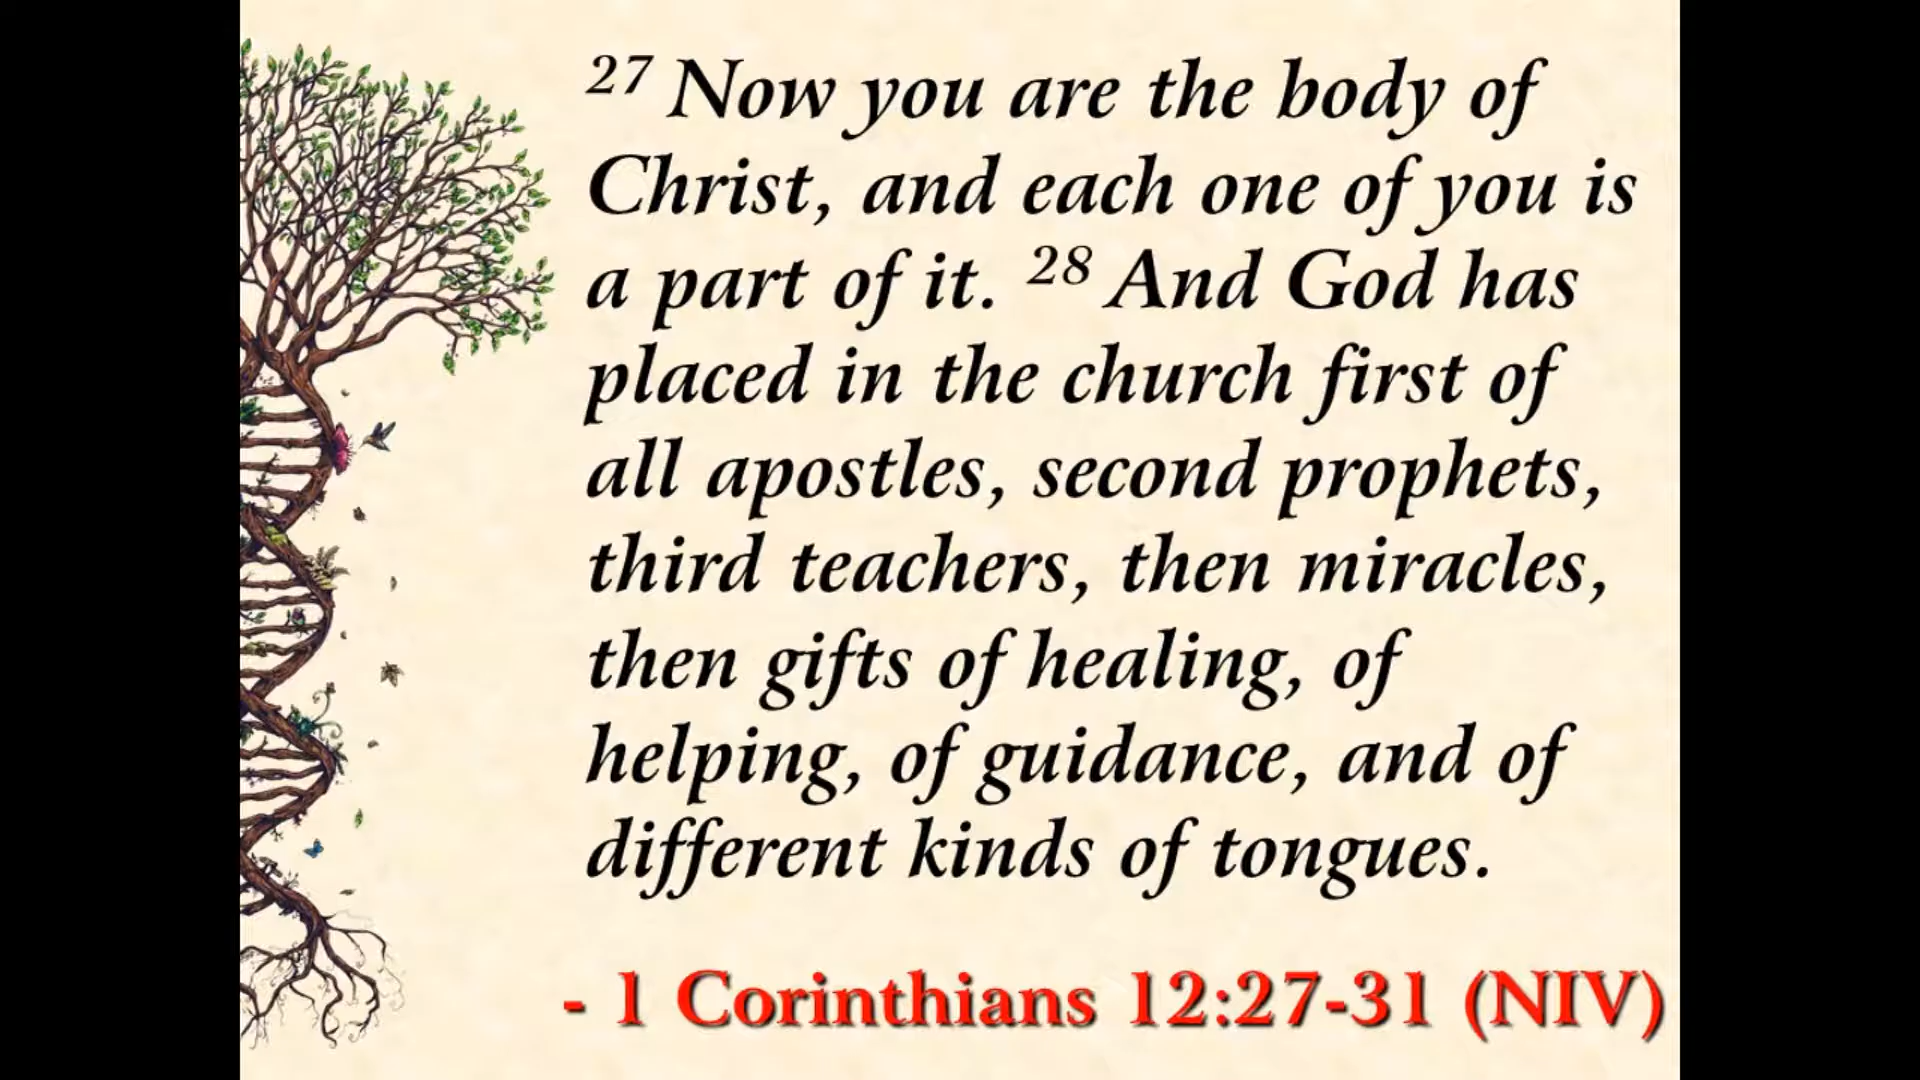 27 Now you are the body of
Christ, and each one of you is
a part of it. 28 And God has
placed in the church first of
all apostles, second prophets,
third teachers, then miracles,
then gifts of healing, of
helping, of guidance, and of
different kinds of tongues.
- 1 Corinthians 12:27-31 (NIV)